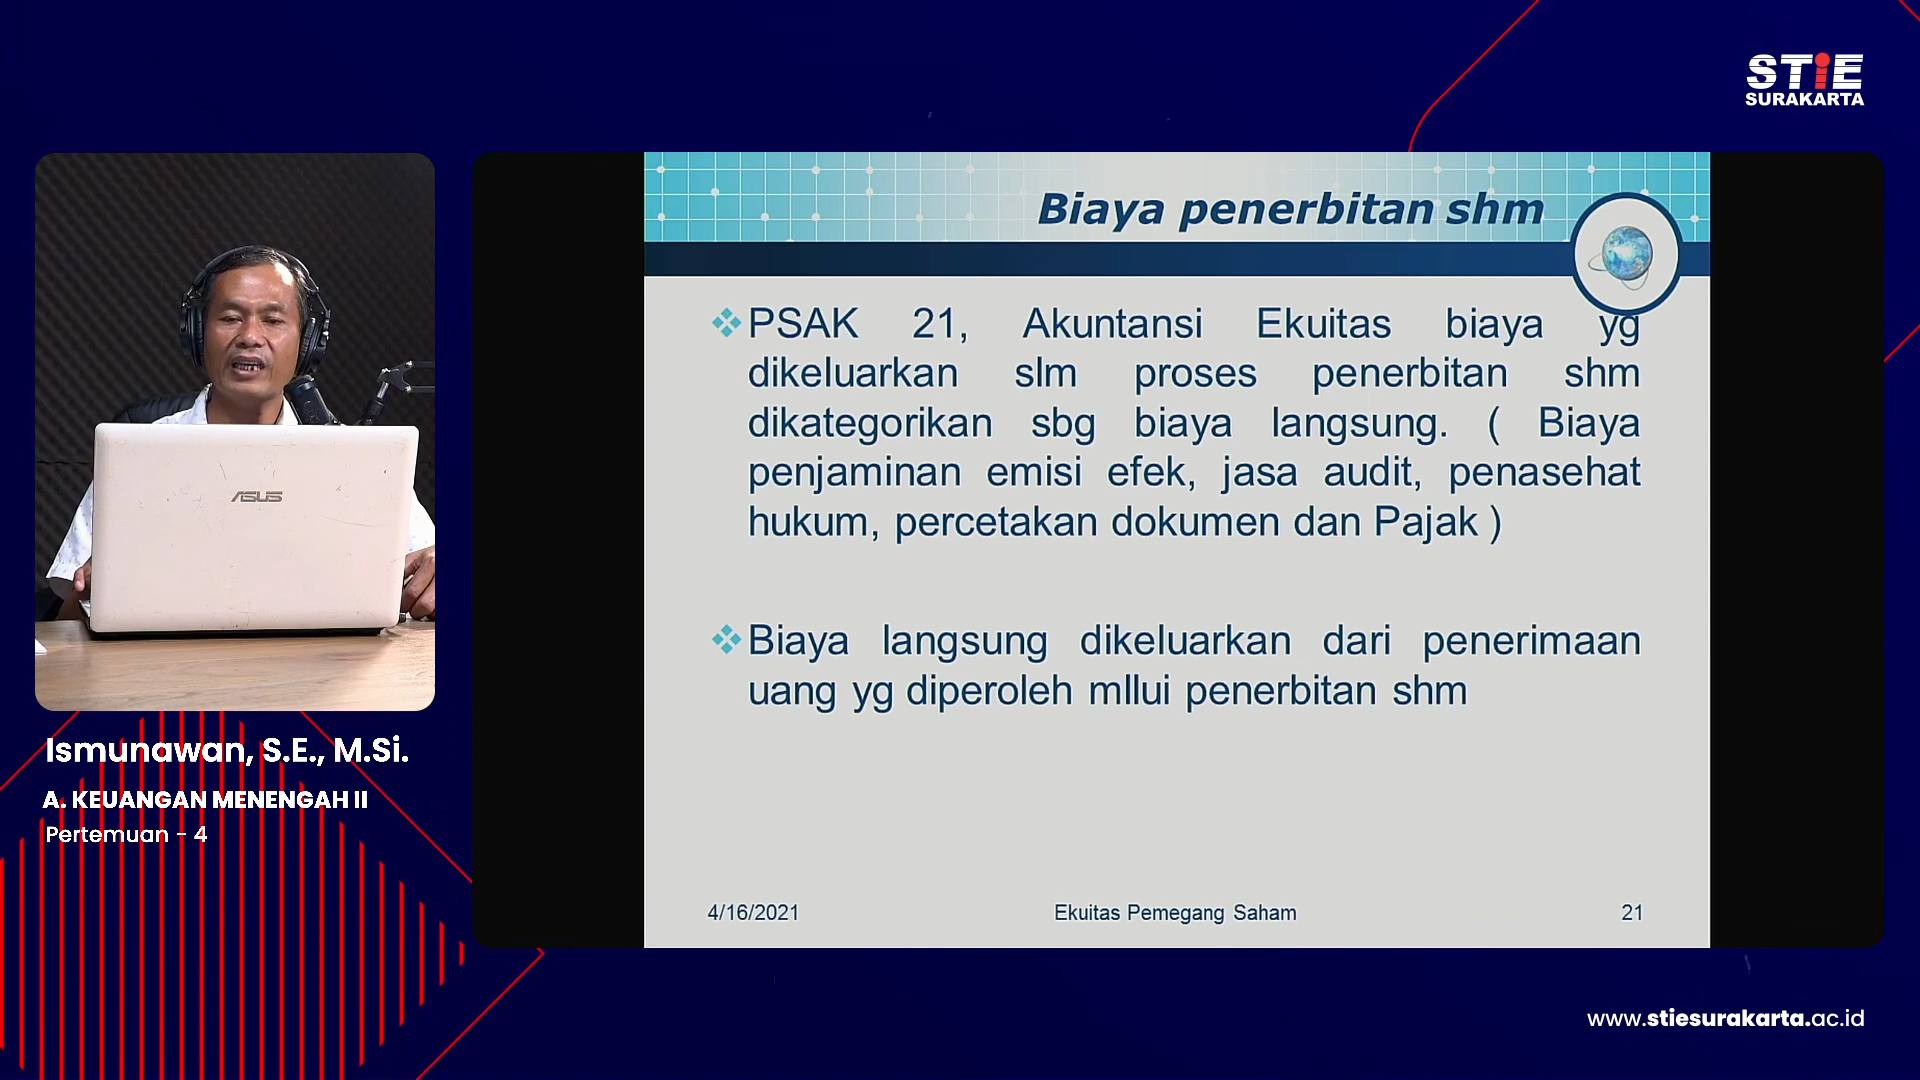 STiE
SURAKARTA
Biaya penerbitan shm
PSAK 21, Akuntansi Ekuitas biaya yg
dikeluarkan slm proses penerbitan shm
dikategorikan sbg biaya langsung. ( Biaya
penjaminan emisi efek, jasa audit, penasehat
hukum, percetakan dokumen dan Pajak )
Biaya langsung dikeluarkan dari penerimaan
uang yg diperoleh mllui penerbitan shm
4/16/2021
Ekuitas Pemegang Saham
21
ASUS
Ismunawan, S.E., M.Si.
A. KEUANGAN MENENGAH II
Pertemuan - 4
www.stiesurakarta.ac.id